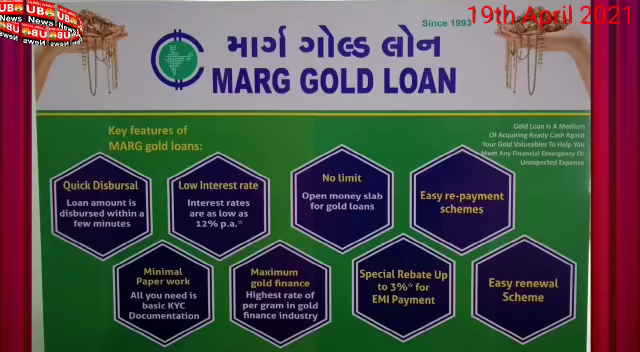 UBC
News
Since 1993
19th April 2021
માર્ગ ગોલ્ડ લોન
MARG GOLD LOAN
Key features of
MARG gold loans:
Gold Loan Is A Medium
Of Acquiring Ready Cash Agaist
Your Gold Valueabler To Help You
Meet Any Financial Emergency Or
Unexpected Expense
Quick Disbursal
Loan amount is
disbursed within a
few minutes
Low Interest rate
Interest rates
are as low as
12% p.a.*
No limit
Open money slab
for gold loans
Easy re-payment
schemes
Minimal
Paper work
All you need is
basic KYC
Documentation
Maximum
gold finance
Highest rate of
per gram in gold
finance industry
Special Rebate Up
to 3%* for
EMI Payment
Easy renewal
Scheme